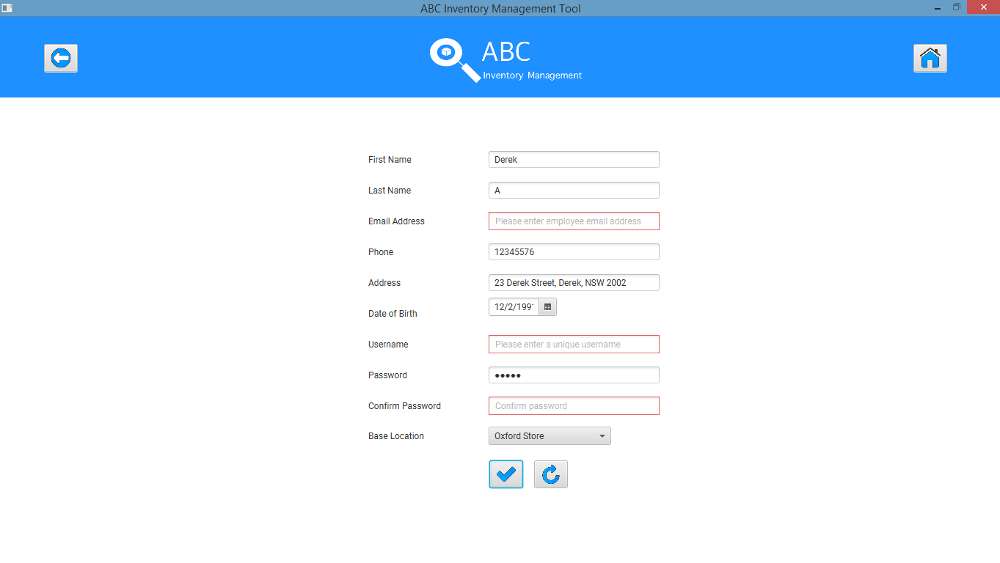 ABC Inventory Management Tool
ABC
Inventory Management
First Name Derek
Last Name A
Email Address Please enter employee email address
Phone 12345576
Address 23 Derek Street, Derek, NSW 2002
Date of Birth 12/2/199
Username Please enter a unique username
Password ●●●●●
Confirm Password Confirm password
Base Location Oxford Store